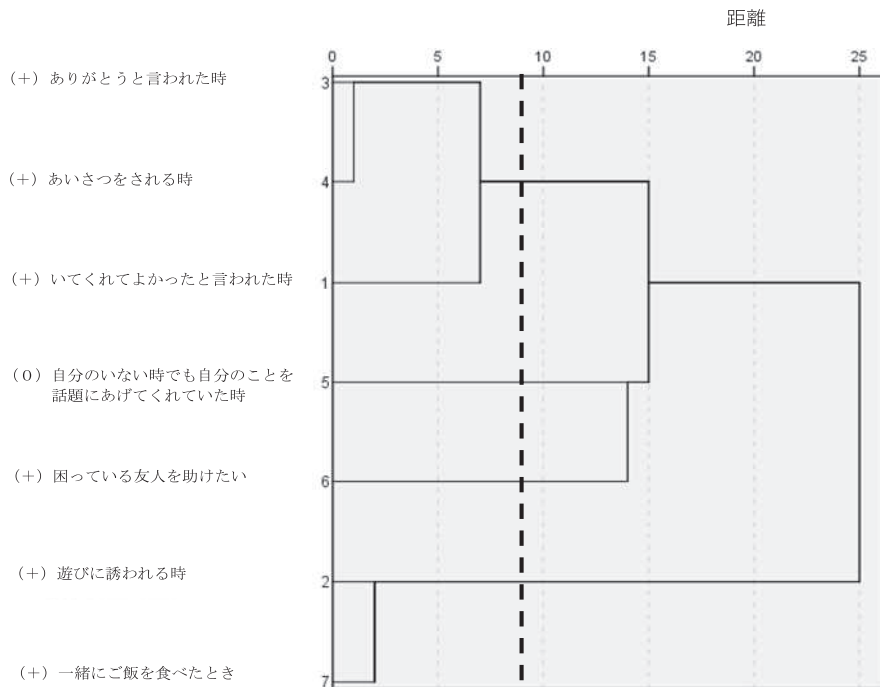 距離
0 5 10 15 20 25
(+) ありがとうと言われた時 3
(+) あいさつをされる時 4
(+) いてくれてよかったと言われた時 1
(0) 自分のいない時でも自分のことを
話題にあげてくれていた時 5
(+) 困っている友人を助けたい 6
(+) 遊びに誘われる時 2
(+) 一緒にご飯を食べたとき 7